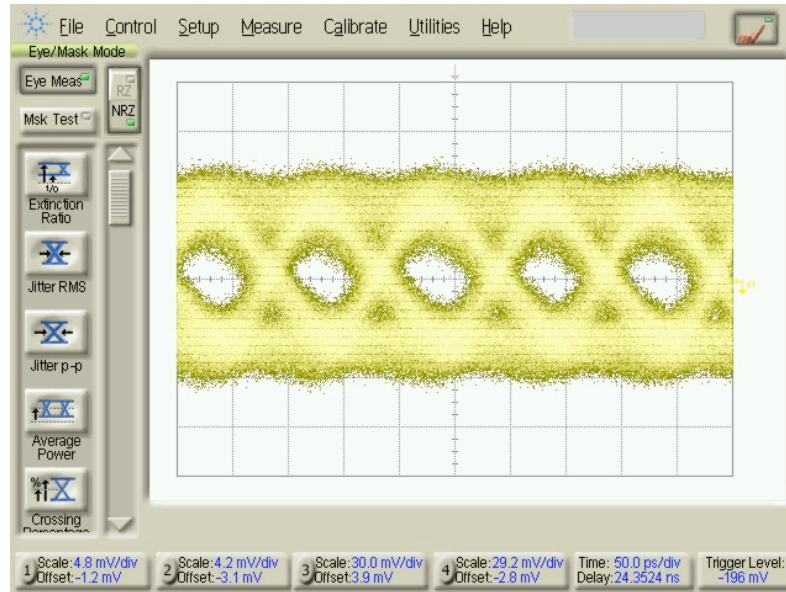 File Control Setup Measure Calibrate Utilities Help
Eye/Mask Mode
Eye Meas
RZ
NRZ
Msk Test
1/0
Extinction
Ratio
Jitter RMS
Jitter p-p
Average
Power
%
Crossing
Percentage
1 Scale:4.8 mV/div
Offset:-1.2 mV
2 Scale:4.2 mV/div
Offset:-3.1 mV
3 Scale:30.0 mV/div
Offset:3.9 mV
4 Scale:29.2 mV/div
Offset:-2.8 mV
Time: 50.0 ps/div
Delay:24.3524 ns
Trigger Level:
-196 mV